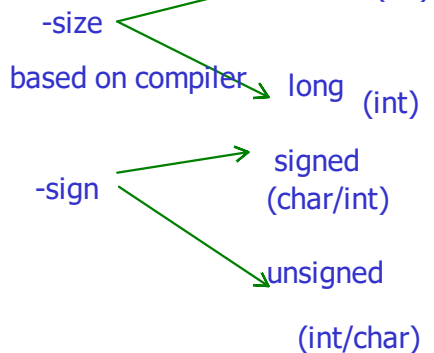 -size
based on compiler
long (int)
-sign
signed
(char/int)
unsigned
(int/char)